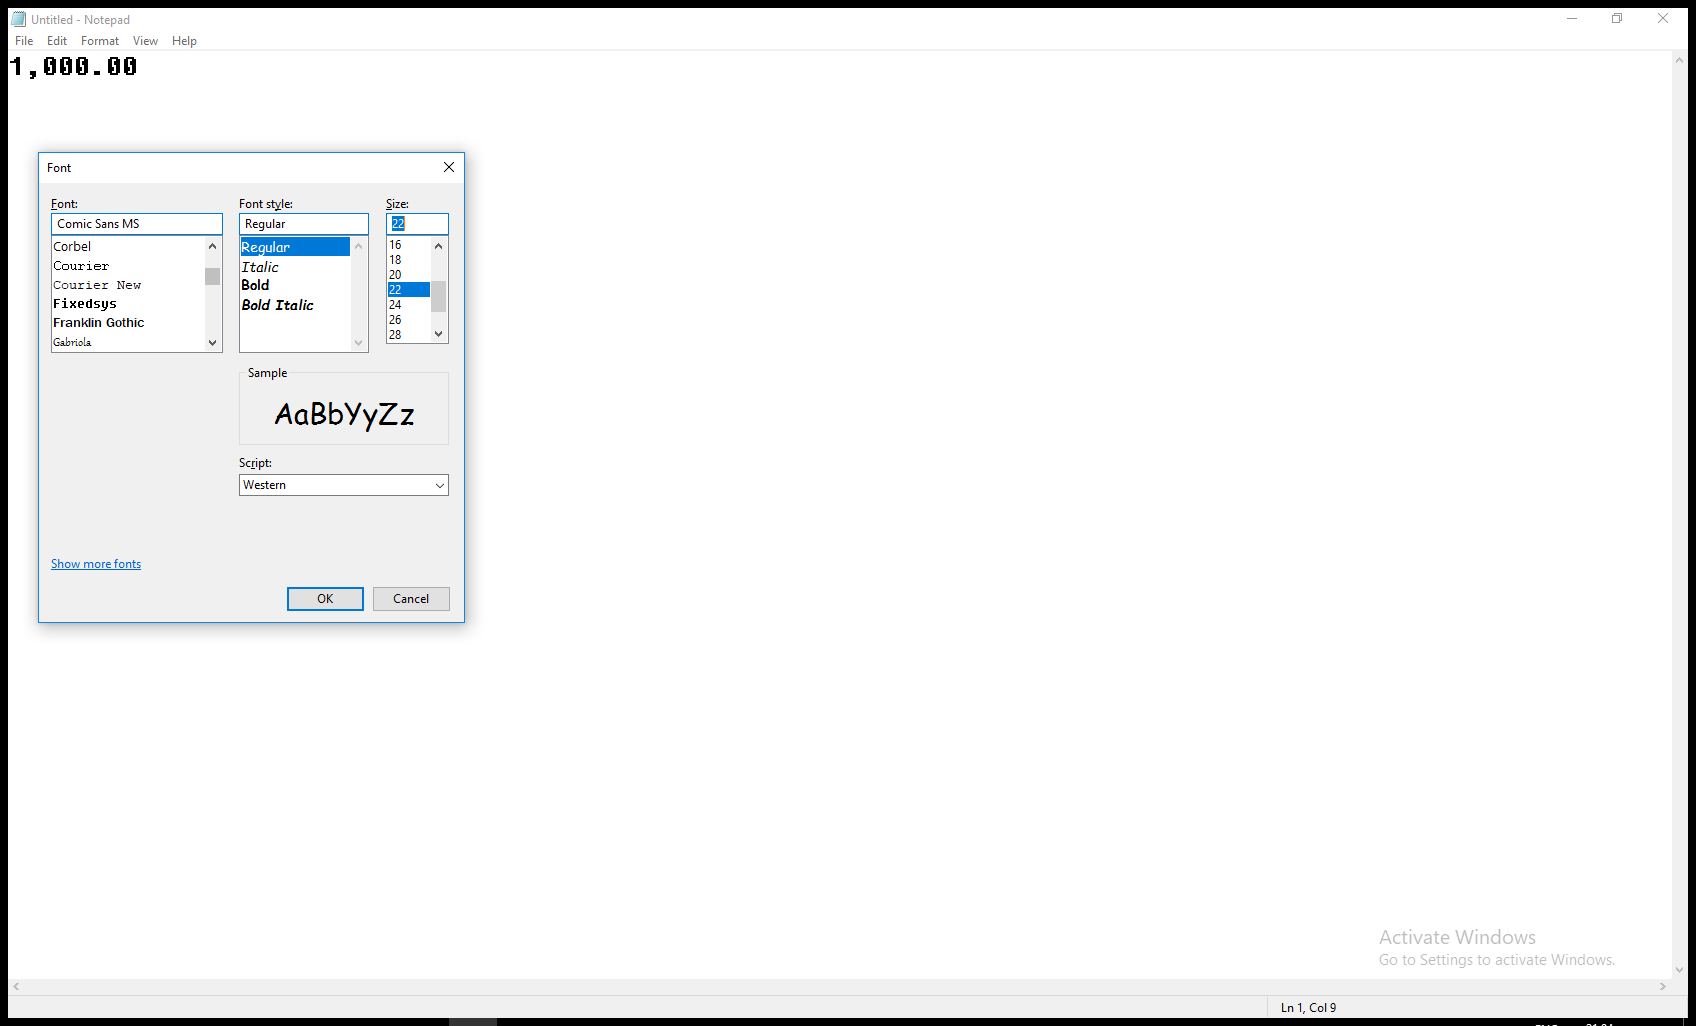 Untitled - Notepad
File Edit Format View Help
1,000.00
Font
Font: Font style: Size:
Comic Sans MS Regular 22
Corbel
Courier
Courier New
Fixedsys
Franklin Gothic
Gabriola
Regular
Italic
Bold
Bold Italic
16
18
20
22
24
26
28
Sample
AaBbYyZz
Script:
Western
Show more fonts
OK Cancel
Activate Windows
Go to Settings to activate Windows.
Ln 1, Col 9